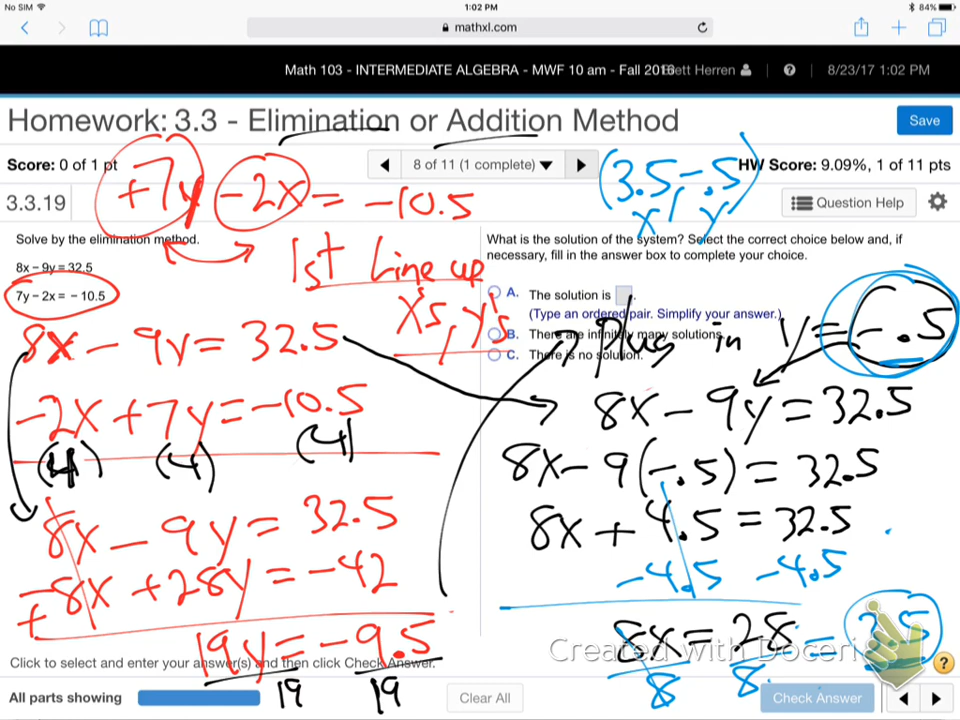 No SIM 1:02 PM 84%
mathxl.com
Math 103 - INTERMEDIATE ALGEBRA - MWF 10 am - Fall 2016 ett Herren 8/23/17 1:02 PM
Homework: 3.3 - Elimination or Addition Method
Save
Score: 0 of 1 pt
8 of 11 (1 complete)
HW Score: 9.09%, 1 of 11 pts
3.3.19
Question Help
+7y -2x = -10.5
(3.5, -.5)
x, y
Solve by the elimination method.
8x - 9y = 32.5
7y - 2x = - 10.5
1st Line up
x's, y's
What is the solution of the system? Select the correct choice below and, if
necessary, fill in the answer box to complete your choice.
A. The solution is
(Type an ordered pair. Simplify your answer.)
B. There are infinitely many solutions.
C. There is no solution.
8x - 9y = 32.5
-2x + 7y = -10.5
(4) (4) (4)
8x - 9y = 32.5
-8x + 28y = -42
+
19y = -9.5
19 19
plug in y = -.5
8x - 9y = 32.5
8x - 9(-.5) = 32.5
8x + 4.5 = 32.5
-4.5 -4.5
8x = 28 = 3.5
8 8
Created with Doceri
Click to select and enter your answer(s) and then click Check Answer.
All parts showing
Clear All
Check Answer
?